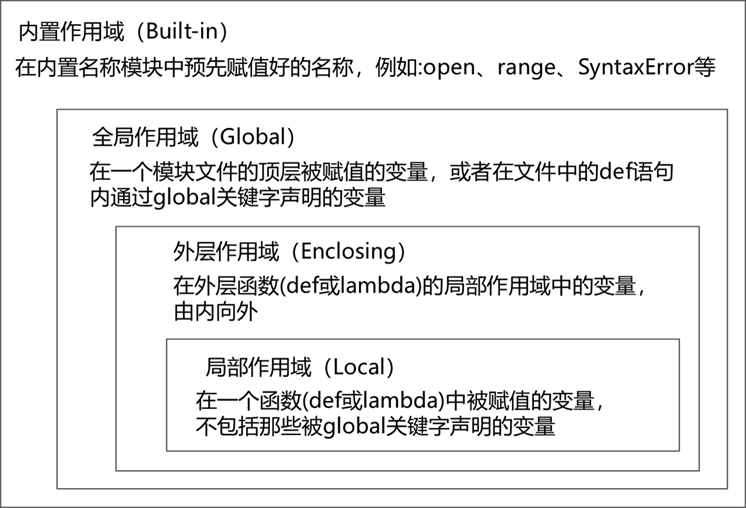 内置作用域（Built-in）
在内置名称模块中预先赋值好的名称，例如:open、range、SyntaxError等
全局作用域（Global）
在一个模块文件的顶层被赋值的变量，或者在文件中的def语句
内通过global关键字声明的变量
外层作用域（Enclosing）
在外层函数(def或lambda)的局部作用域中的变量，
由内向外
局部作用域（Local）
在一个函数(def或lambda)中被赋值的变量，
不包括那些被global关键字声明的变量